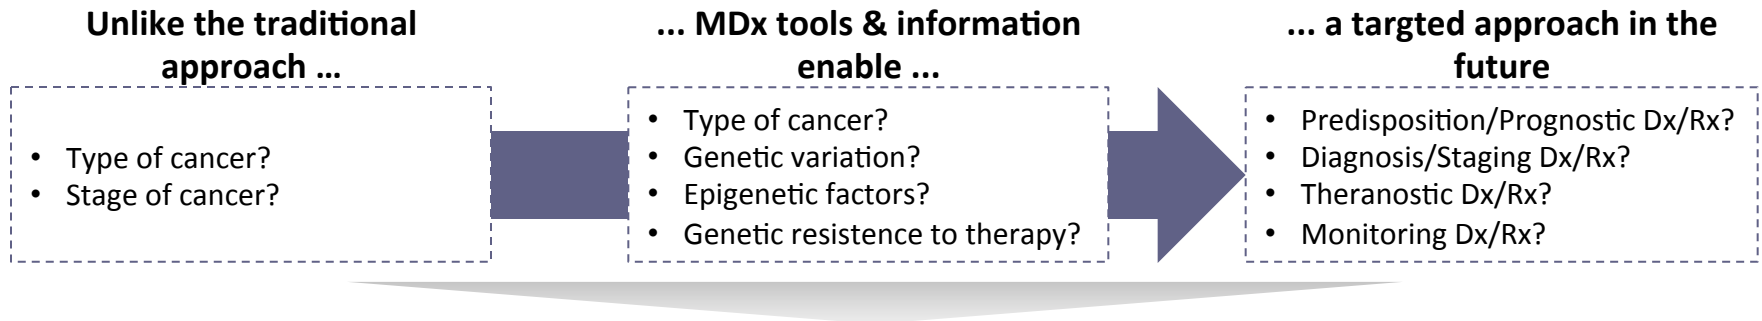 Unlike the traditional
approach …
• Type of cancer?
• Stage of cancer?
... MDx tools & information
enable ...
• Type of cancer?
• Genetic variation?
• Epigenetic factors?
• Genetic resistence to therapy?
... a targted approach in the
future
• Predisposition/Prognostic Dx/Rx?
• Diagnosis/Staging Dx/Rx?
• Theranostic Dx/Rx?
• Monitoring Dx/Rx?